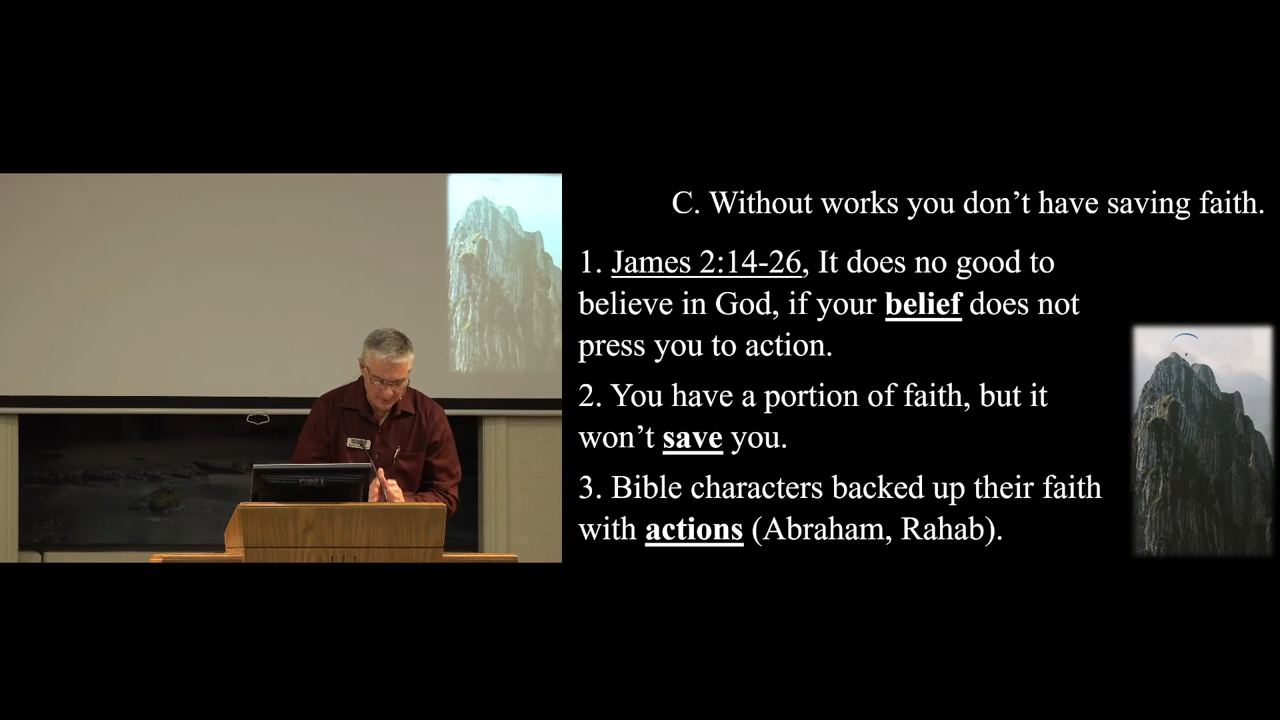 C. Without works you don't have saving faith.
1. James 2:14-26, It does no good to
believe in God, if your belief does not
press you to action.
2. You have a portion of faith, but it
won't save you.
3. Bible characters backed up their faith
with actions (Abraham, Rahab).
DELL